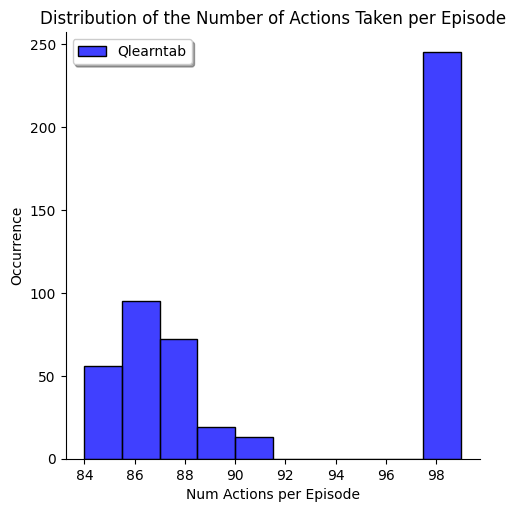 Distribution of the Number of Actions Taken per Episode
Qlearntab
250
200
150
100
50
0
Occurrence
84 86 88 90 92 94 96 98
Num Actions per Episode